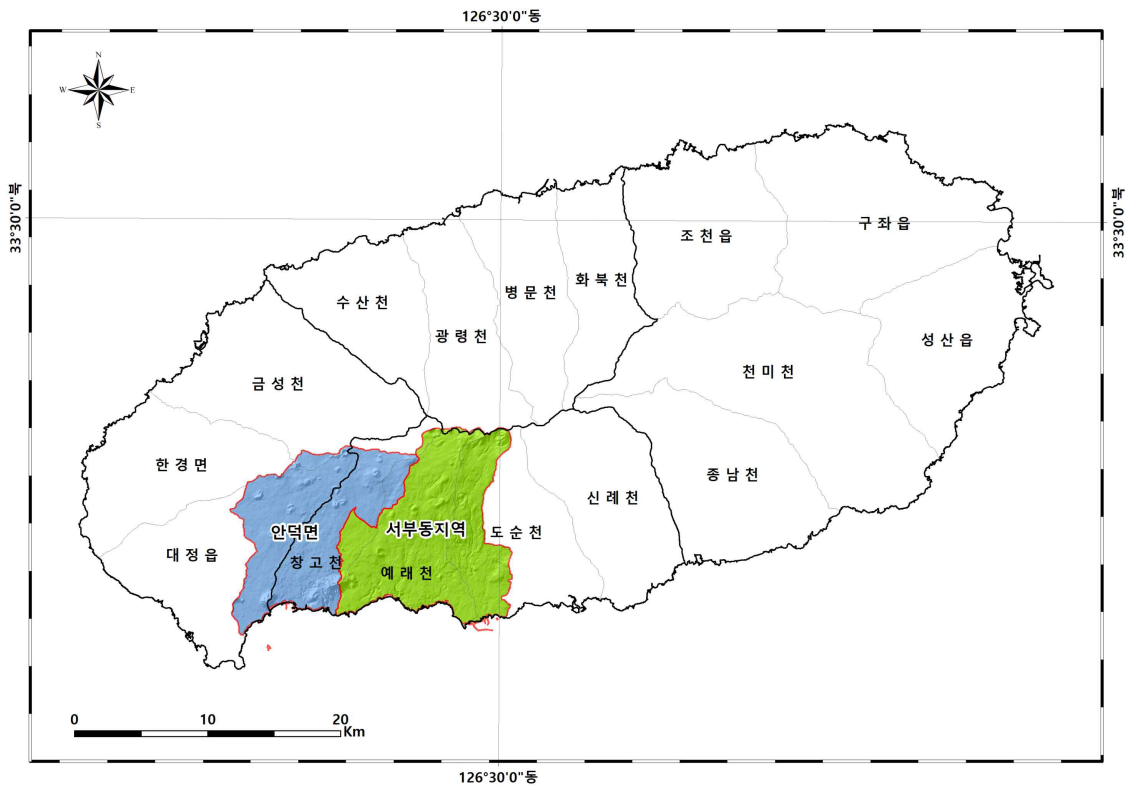 126°30'0"동
N
W
E
S
33°30'0"북
33°30'0"북
구 좌 읍
조 천 읍
화 북 천
병 문 천
수 산 천
광 령 천
성 산 읍
천 미 천
금 성 천
한 경 면
종 남 천
신 례 천
안덕면
서부동지역
도 순 천
대 정 읍
창 고 천
예 래 천
0 10 20
Km
126°30'0"동